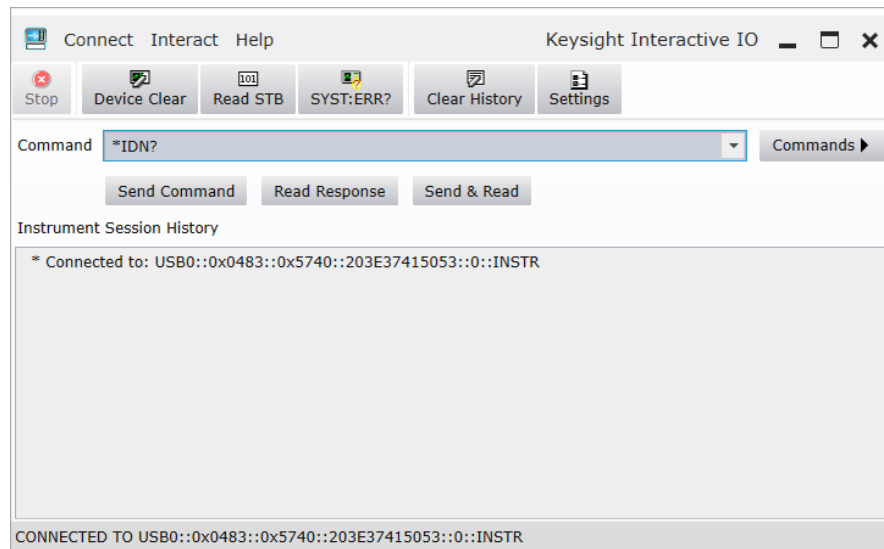 Connect Interact Help Keysight Interactive IO
Stop Device Clear Read STB SYST:ERR? Clear History Settings
Command *IDN? Commands
Send Command Read Response Send & Read
Instrument Session History
* Connected to: USB0::0x0483::0x5740::203E37415053::0::INSTR
CONNECTED TO USB0::0x0483::0x5740::203E37415053::0::INSTR